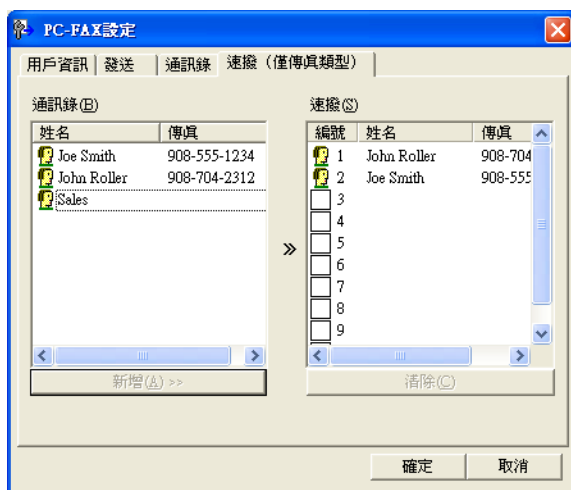 PC-FAX設定
用戶資訊 發送 通訊錄 速撥（僅傳真類型）
通訊錄(B) 速撥(S)
姓名 傳真 編號 姓名 傳真
Joe Smith 908-555-1234 1 John Roller 908-704
John Roller 908-704-2312 2 Joe Smith 908-555
Sales 3
4
» 5
6
7
8
9
新增(A) >> 清除(C)
確定 取消